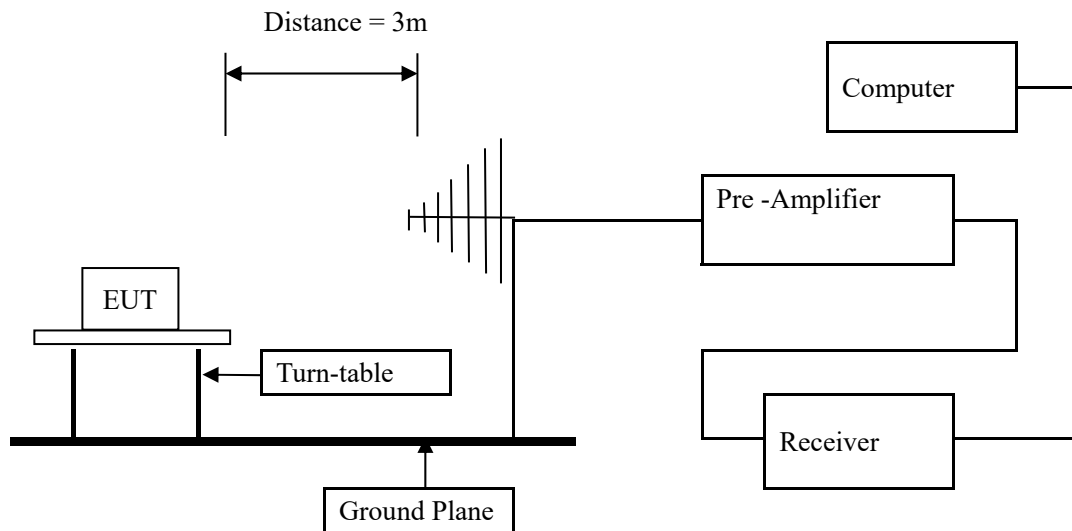 Distance = 3m
Computer
Pre -Amplifier
EUT
Turn-table
Receiver
Ground Plane